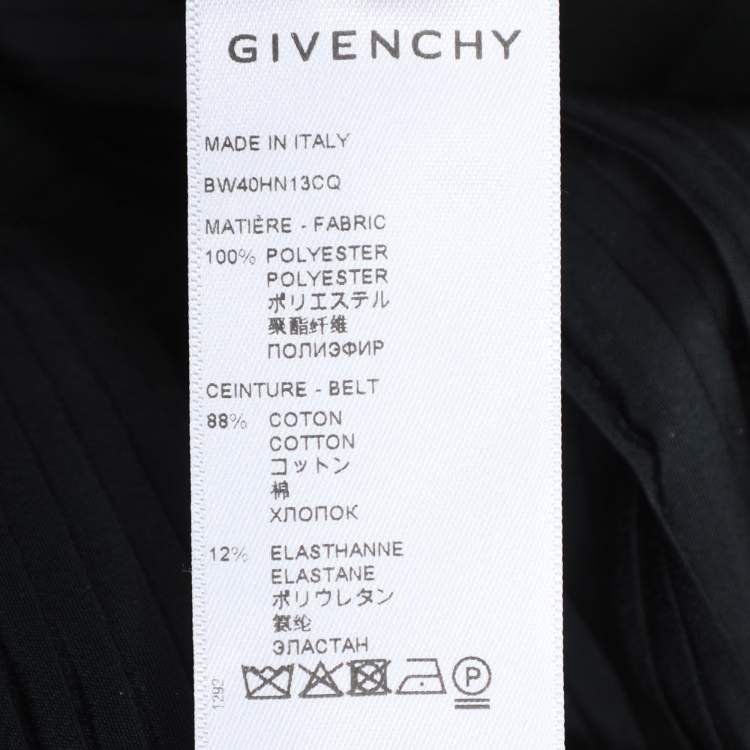 GIVENCHY
MADE IN ITALY
BW40HN13CQ
MATIÈRE - FABRIC
100% POLYESTER
POLYESTER
ポリエステル
聚酯纤维
ПОЛИЭФИР
CEINTURE - BELT
88% COTON
COTTON
コットン
棉
ХЛОПОК
12% ELASTHANNE
ELASTANE
ポリウレタン
氨纶
ЭЛАСТАН
1292
P